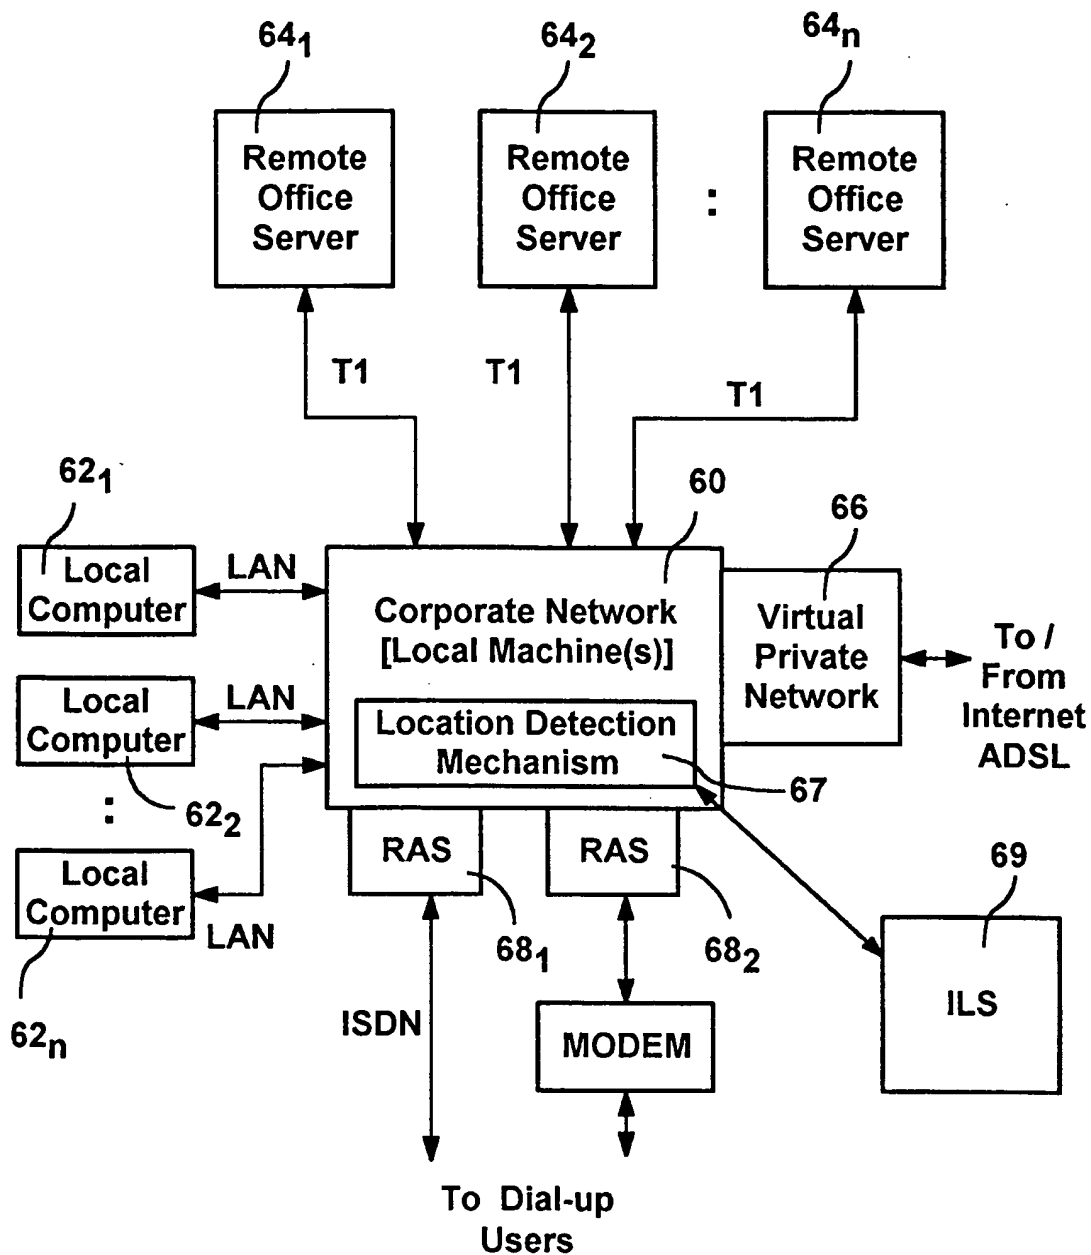 64₁
64₂
64ₙ
Remote
Office
Server
Remote
Office
Server
:
Remote
Office
Server
T1
T1
T1
62₁
60
66
Local
Computer
LAN
Corporate Network
[Local Machine(s)]
Virtual
Private
Network
To /
From
Internet
ADSL
Local
Computer
LAN
Location Detection
Mechanism
67
62₂
:
Local
Computer
LAN
62ₙ
RAS
RAS
68₁
68₂
69
ILS
ISDN
MODEM
To Dial-up
Users